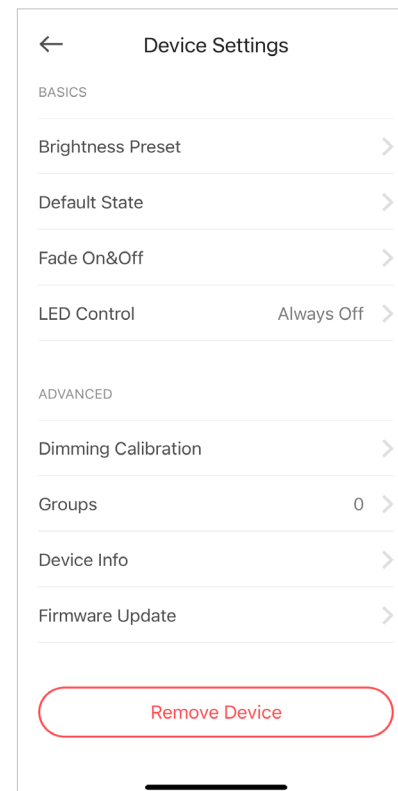 Device Settings
BASICS
Brightness Preset
Default State
Fade On&Off
LED Control Always Off
ADVANCED
Dimming Calibration
Groups 0
Device Info
Firmware Update
Remove Device